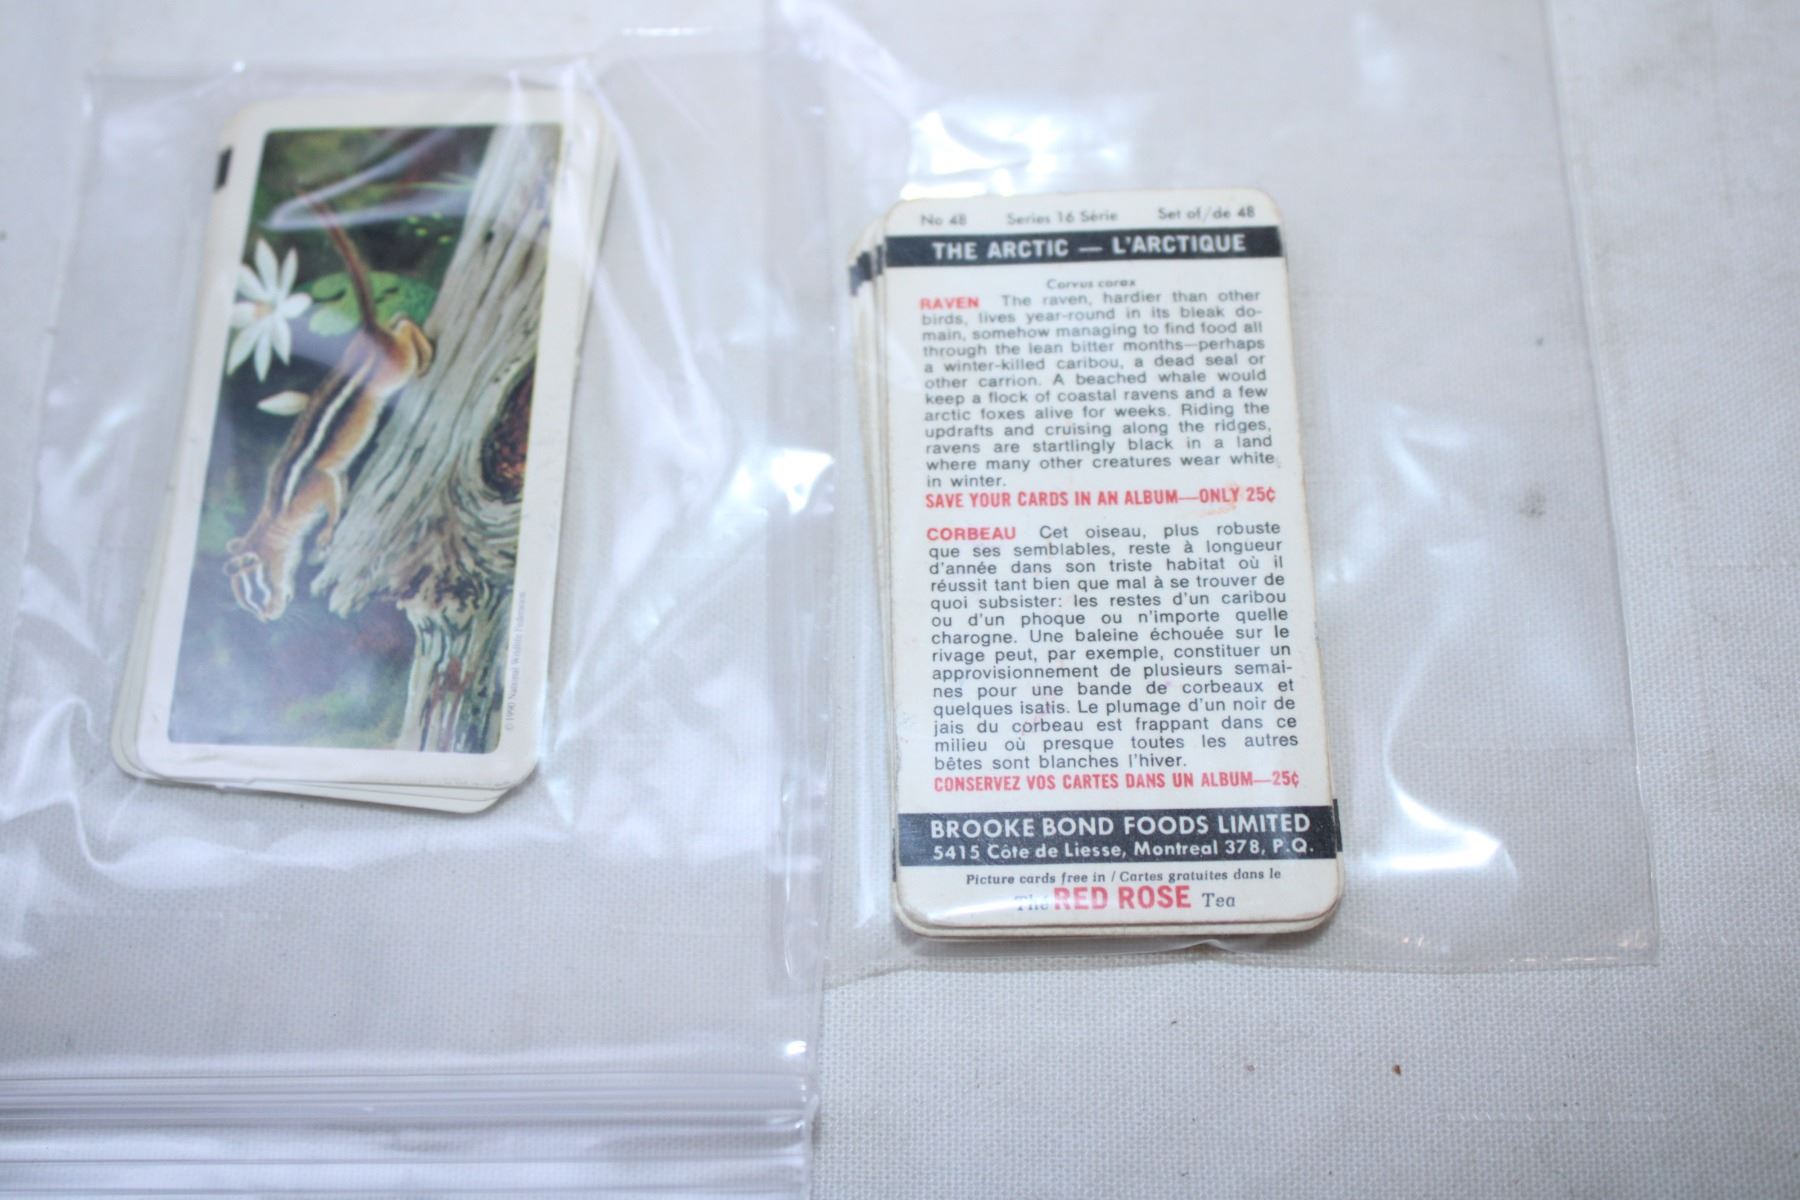 © 1990 National Wildlife Federation
No 48 Series 16 Série Set of/de 48
THE ARCTIC — L'ARCTIQUE
Corvus corax
RAVEN The raven, hardier than other
birds, lives year-round in its bleak do-
main, somehow managing to find food all
through the lean bitter months—perhaps
a winter-killed caribou, a dead seal or
other carrion. A beached whale would
keep a flock of coastal ravens and a few
arctic foxes alive for weeks. Riding the
updrafts and cruising along the ridges,
ravens are startlingly black in a land
where many other creatures wear white
in winter.
SAVE YOUR CARDS IN AN ALBUM—ONLY 25¢
CORBEAU Cet oiseau, plus robuste
que ses semblables, reste à longueur
d'année dans son triste habitat où il
réussit tant bien que mal à se trouver de
quoi subsister: les restes d'un caribou
ou d'un phoque ou n'importe quelle
charogne. Une baleine échouée sur le
rivage peut, par exemple, constituer un
approvisionnement de plusieurs semai-
nes pour une bande de corbeaux et
quelques isatis. Le plumage d'un noir de
jais du corbeau est frappant dans ce
milieu où presque toutes les autres
bêtes sont blanches l'hiver.
CONSERVEZ VOS CARTES DANS UN ALBUM—25¢
BROOKE BOND FOODS LIMITED
5415 Côte de Liesse, Montreal 378, P.Q.
Picture cards free in / Cartes gratuites dans le
Thé RED ROSE Tea